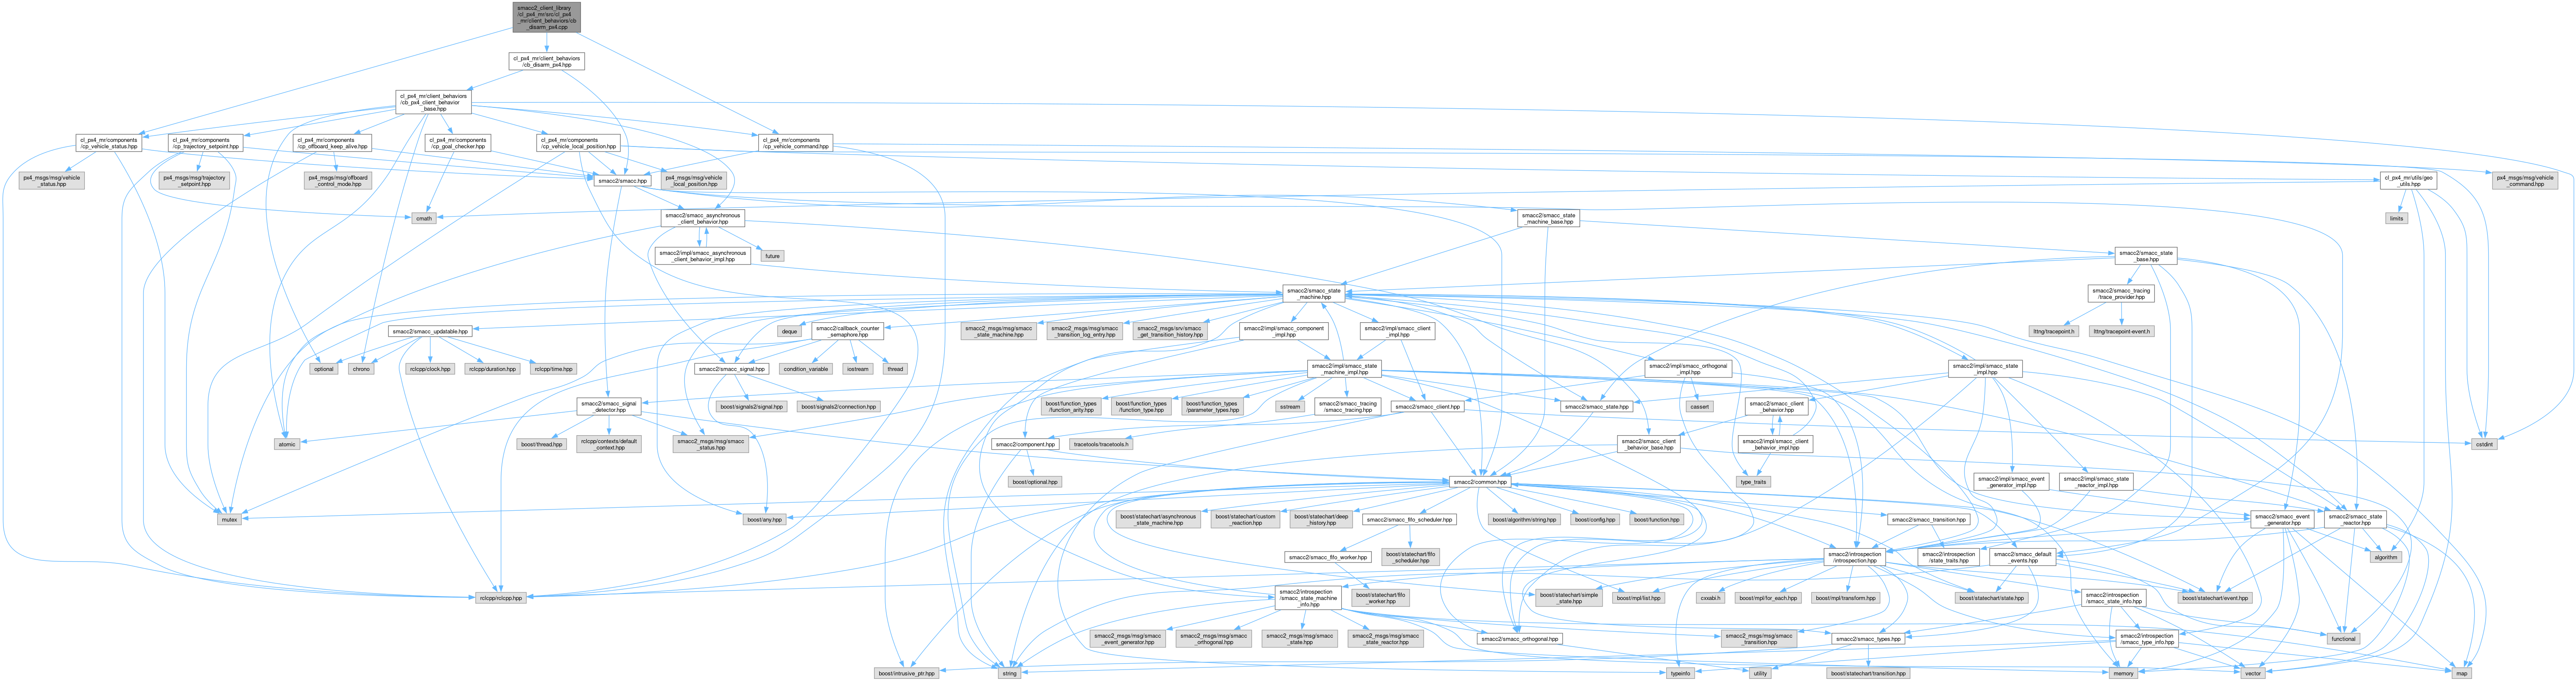 smacc2_client_library
/cl_px4_mr/src/cl_px4
_mr/client_behaviors/cb
_disarm_px4.cpp
cl_px4_mr/client_behaviors
/cb_disarm_px4.hpp
cl_px4_mr/client_behaviors
/cb_px4_client_behavior
_base.hpp
cl_px4_mr/components
/cp_vehicle_status.hpp
cl_px4_mr/components
/cp_trajectory_setpoint.hpp
cl_px4_mr/components
/cp_offboard_keep_alive.hpp
cl_px4_mr/components
/cp_goal_checker.hpp
cl_px4_mr/components
/cp_vehicle_local_position.hpp
cl_px4_mr/components
/cp_vehicle_command.hpp
px4_msgs/msg/vehicle
_status.hpp
px4_msgs/msg/trajectory
_setpoint.hpp
px4_msgs/msg/offboard
_control_mode.hpp
smacc2/smacc.hpp
px4_msgs/msg/vehicle
_local_position.hpp
cl_px4_mr/utils/geo
_utils.hpp
px4_msgs/msg/vehicle
_command.hpp
cmath
smacc2/smacc_asynchronous
_client_behavior.hpp
smacc2/smacc_state
_machine_base.hpp
limits
smacc2/impl/smacc_asynchronous
_client_behavior_impl.hpp
future
smacc2/smacc_state
_base.hpp
smacc2/smacc_state
_machine.hpp
smacc2/smacc_tracing
/trace_provider.hpp
smacc2/smacc_updatable.hpp
deque
smacc2/callback_counter
_semaphore.hpp
smacc2_msgs/msg/smacc
_state_machine.hpp
smacc2_msgs/msg/smacc
_transition_log_entry.hpp
smacc2_msgs/srv/smacc
_get_transition_history.hpp
smacc2/impl/smacc_component
_impl.hpp
smacc2/impl/smacc_client
_impl.hpp
lttng/tracepoint.h
lttng/tracepoint-event.h
optional
chrono
rclcpp/clock.hpp
rclcpp/duration.hpp
rclcpp/time.hpp
smacc2/smacc_signal.hpp
condition_variable
iostream
thread
smacc2/impl/smacc_state
_machine_impl.hpp
smacc2/impl/smacc_orthogonal
_impl.hpp
smacc2/impl/smacc_state
_impl.hpp
smacc2/smacc_signal
_detector.hpp
boost/signals2/signal.hpp
boost/signals2/connection.hpp
boost/function_types
/function_arity.hpp
boost/function_types
/function_type.hpp
boost/function_types
/parameter_types.hpp
sstream
smacc2/smacc_tracing
/smacc_tracing.hpp
smacc2/smacc_client.hpp
smacc2/smacc_state.hpp
cassert
smacc2/smacc_client
_behavior.hpp
atomic
boost/thread.hpp
rclcpp/contexts/default
_context.hpp
smacc2_msgs/msg/smacc
_status.hpp
smacc2/component.hpp
tracetools/tracetools.h
smacc2/smacc_client
_behavior_base.hpp
smacc2/impl/smacc_client
_behavior_impl.hpp
cstdint
boost/optional.hpp
smacc2/common.hpp
type_traits
smacc2/impl/smacc_event
_generator_impl.hpp
smacc2/impl/smacc_state
_reactor_impl.hpp
mutex
boost/any.hpp
boost/statechart/asynchronous
_state_machine.hpp
boost/statechart/custom
_reaction.hpp
boost/statechart/deep
_history.hpp
smacc2/smacc_fifo_scheduler.hpp
boost/algorithm/string.hpp
boost/config.hpp
boost/function.hpp
smacc2/smacc_transition.hpp
smacc2/smacc_event
_generator.hpp
smacc2/smacc_state
_reactor.hpp
smacc2/smacc_fifo_worker.hpp
boost/statechart/fifo
_scheduler.hpp
smacc2/introspection
/introspection.hpp
smacc2/introspection
/state_traits.hpp
smacc2/smacc_default
_events.hpp
algorithm
rclcpp/rclcpp.hpp
smacc2/introspection
/smacc_state_machine
_info.hpp
boost/statechart/fifo
_worker.hpp
boost/statechart/simple
_state.hpp
boost/mpl/list.hpp
cxxabi.h
boost/mpl/for_each.hpp
boost/mpl/transform.hpp
boost/statechart/state.hpp
smacc2/introspection
/smacc_state_info.hpp
boost/statechart/event.hpp
smacc2_msgs/msg/smacc
_event_generator.hpp
smacc2_msgs/msg/smacc
_orthogonal.hpp
smacc2_msgs/msg/smacc
_state.hpp
smacc2_msgs/msg/smacc
_state_reactor.hpp
smacc2_msgs/msg/smacc
_transition.hpp
smacc2/smacc_orthogonal.hpp
smacc2/smacc_types.hpp
smacc2/introspection
/smacc_type_info.hpp
functional
boost/intrusive_ptr.hpp
string
typeinfo
utility
boost/statechart/transition.hpp
memory
vector
map